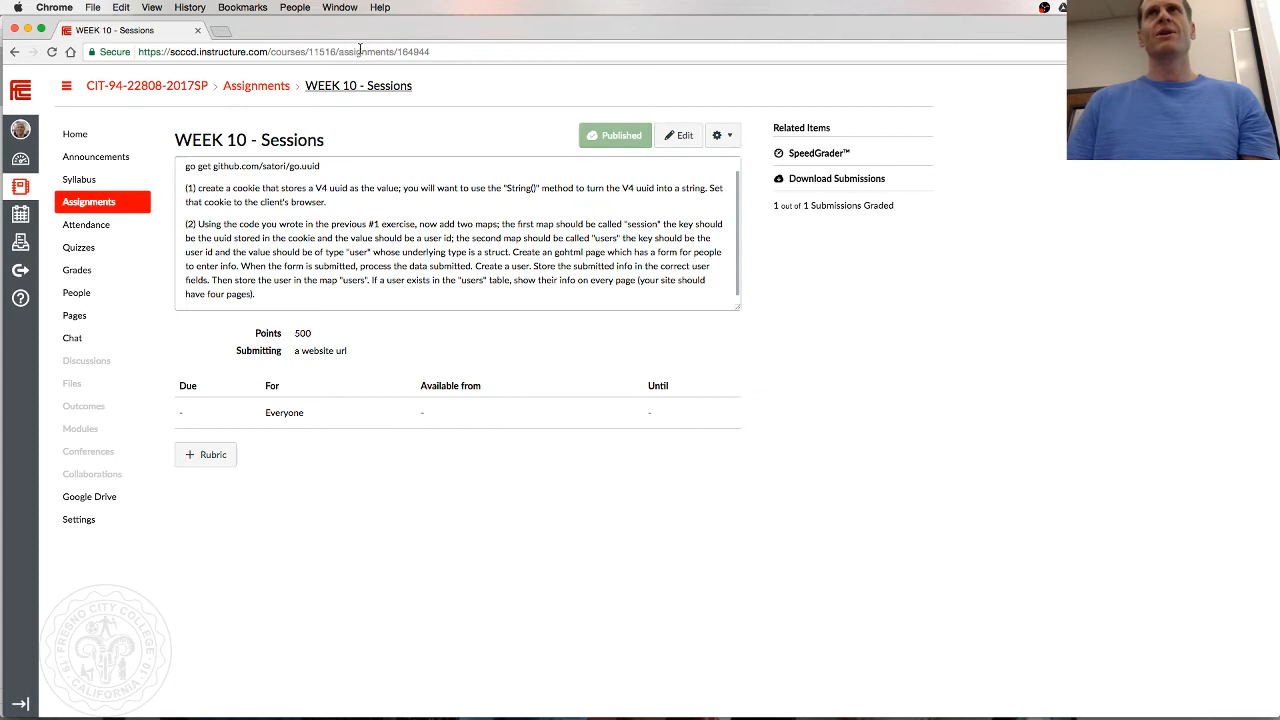 Chrome File Edit View History Bookmarks People Window Help
WEEK 10 - Sessions
Secure https://scccd.instructure.com/courses/11516/assignments/164944
CIT-94-22808-2017SP > Assignments > WEEK 10 - Sessions
Home
Announcements
Syllabus
Assignments
Attendance
Quizzes
Grades
People
Pages
Chat
Discussions
Files
Outcomes
Modules
Conferences
Collaborations
Google Drive
Settings
WEEK 10 - Sessions
Published Edit
go get github.com/satori/go.uuid
(1) create a cookie that stores a V4 uuid as the value; you will want to use the "String()" method to turn the V4 uuid into a string. Set
that cookie to the client's browser.
(2) Using the code you wrote in the previous #1 exercise, now add two maps; the first map should be called "session" the key should
be the uuid stored in the cookie and the value should be a user id; the second map should be called "users" the key should be the
user id and the value should be of type "user" whose underlying type is a struct. Create an gohtml page which has a form for people
to enter info. When the form is submitted, process the data submitted. Create a user. Store the submitted info in the correct user
fields. Then store the user in the map "users". If a user exists in the "users" table, show their info on every page (your site should
have four pages).
Points 500
Submitting a website url
Due For Available from Until
- Everyone - -
+ Rubric
Related Items
SpeedGrader™
Download Submissions
1 out of 1 Submissions Graded
FRESNO CITY COLLEGE
CALIFORNIA
19 10